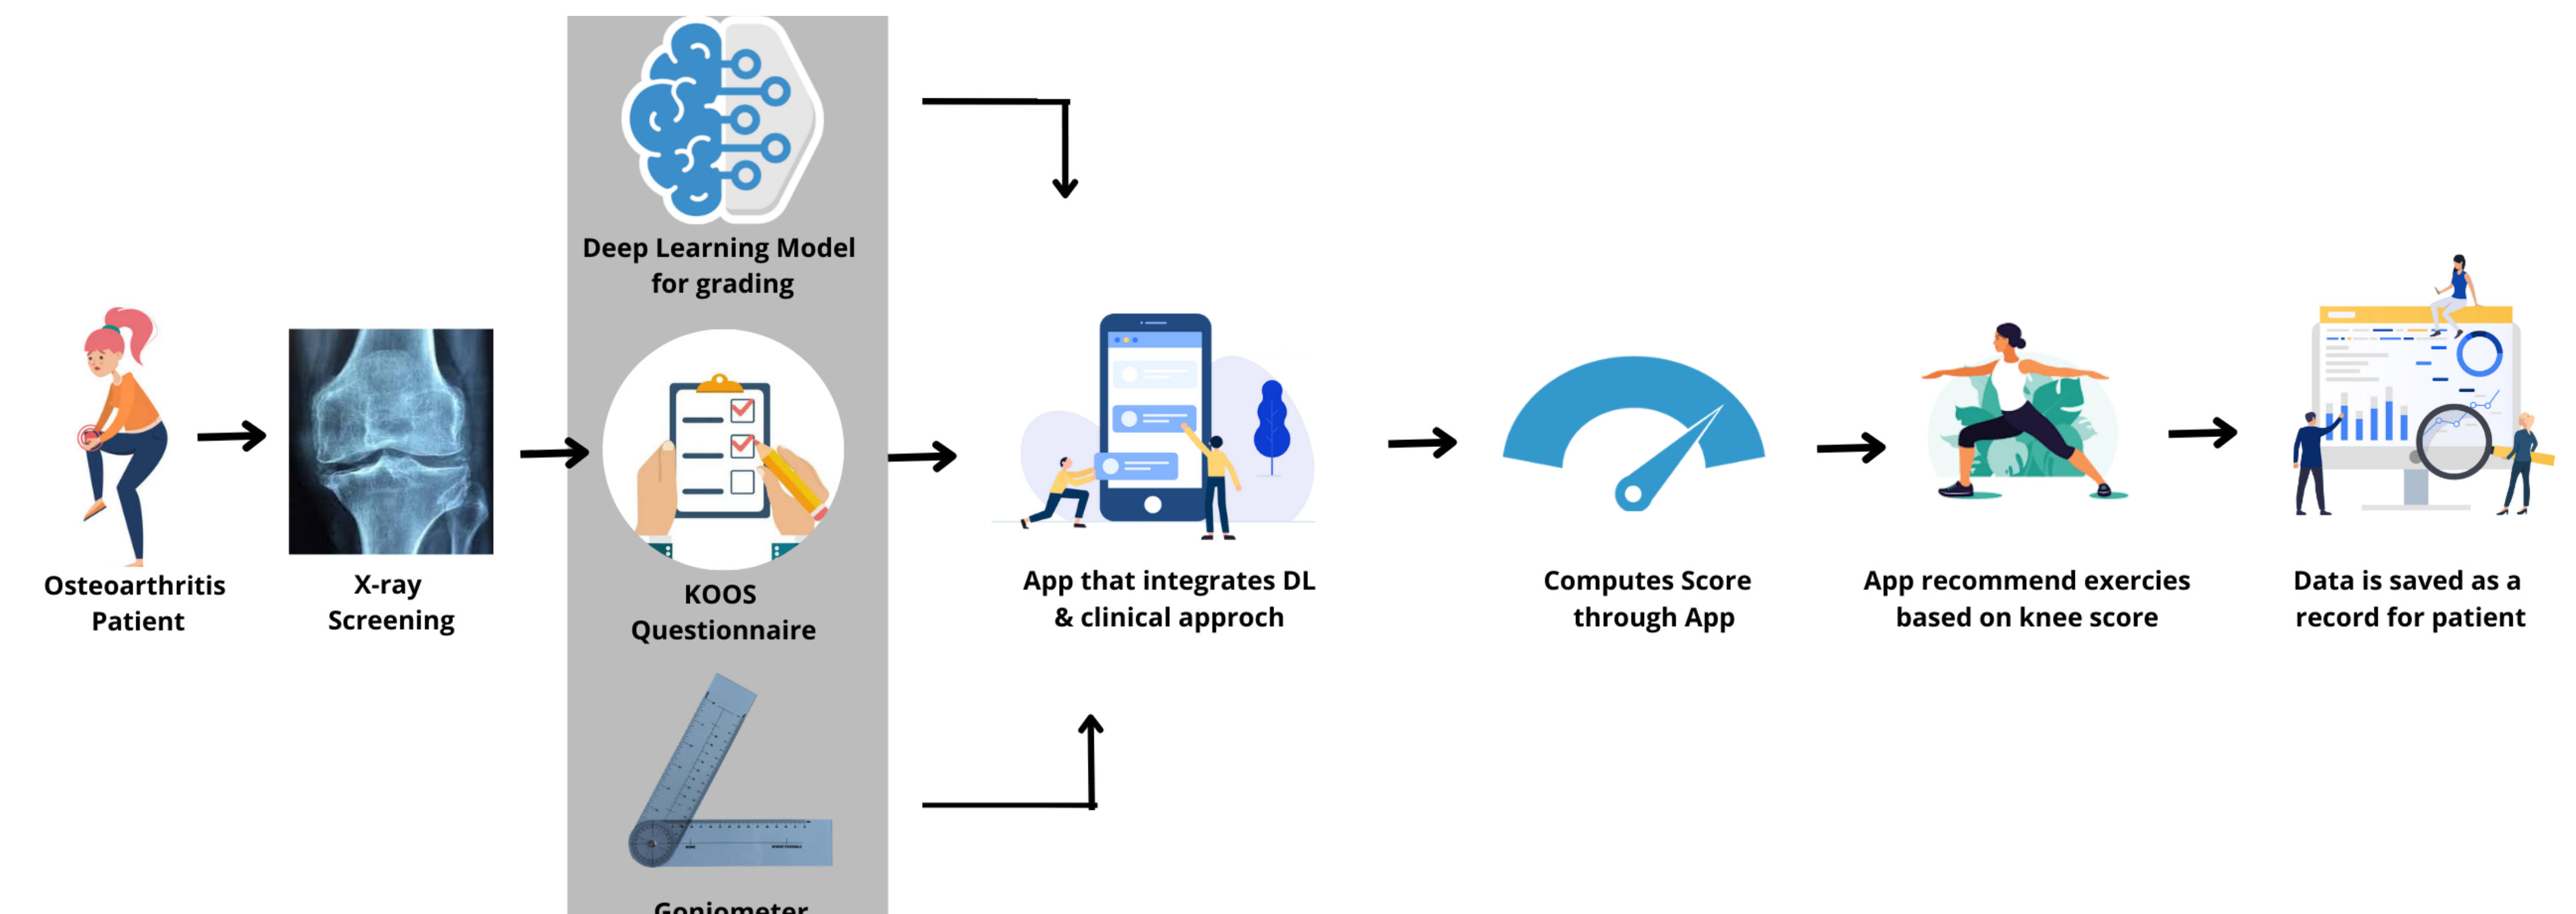 Deep Learning Model
for grading
Osteoarthritis
Patient
X-ray
Screening
KOOS
Questionnaire
App that integrates DL
& clinical approch
Computes Score
through App
App recommend exercies
based on knee score
Data is saved as a
record for patient
Goniometer